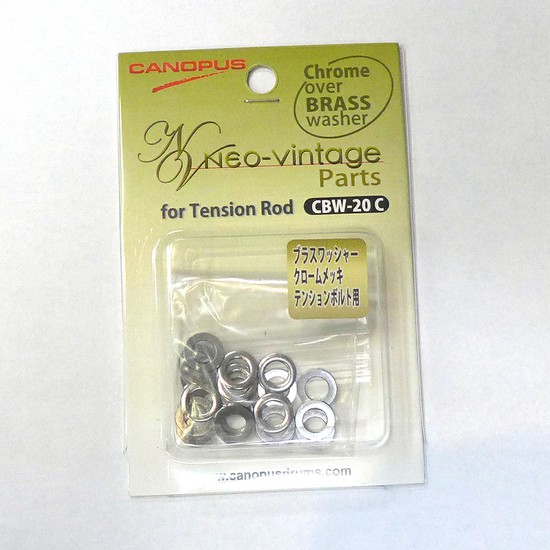 CANOPUS
Chrome
over
BRASS
washer
NV Neo-vintage
Parts
for Tension Rod CBW-20 C
ブラスワッシャー
クロームメッキ
テンションボルト用
w.canopusdrums.com